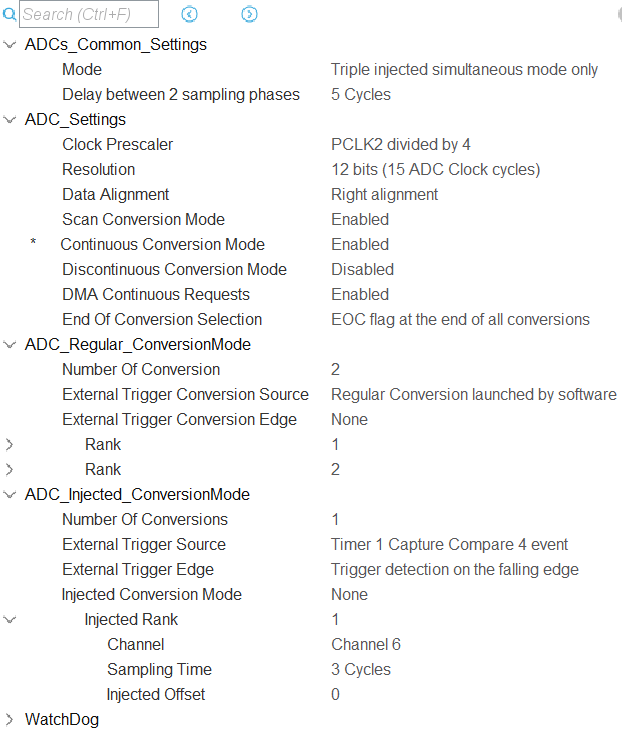 Search (Ctrl+F)
ADCs_Common_Settings
Mode Triple injected simultaneous mode only
Delay between 2 sampling phases 5 Cycles
ADC_Settings
Clock Prescaler PCLK2 divided by 4
Resolution 12 bits (15 ADC Clock cycles)
Data Alignment Right alignment
Scan Conversion Mode Enabled
* Continuous Conversion Mode Enabled
Discontinuous Conversion Mode Disabled
DMA Continuous Requests Enabled
End Of Conversion Selection EOC flag at the end of all conversions
ADC_Regular_ConversionMode
Number Of Conversion 2
External Trigger Conversion Source Regular Conversion launched by software
External Trigger Conversion Edge None
Rank 1
Rank 2
ADC_Injected_ConversionMode
Number Of Conversions 1
External Trigger Source Timer 1 Capture Compare 4 event
External Trigger Edge Trigger detection on the falling edge
Injected Conversion Mode None
Injected Rank 1
Channel Channel 6
Sampling Time 3 Cycles
Injected Offset 0
WatchDog